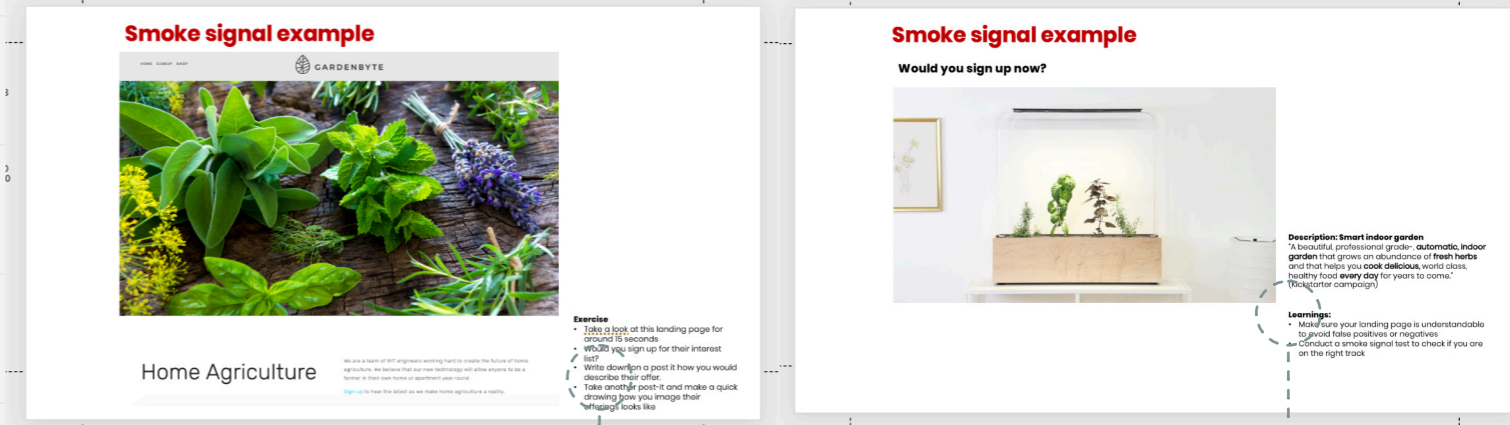 Smoke signal example
HOME SIGNUP SHOP
GARDENBYTE
Home Agriculture
We are a team of MIT engineers working hard to create the future of home
agriculture. We believe that our new technology will allow anyone to be a
farmer in their own home or apartment year round.
Sign up to hear the latest as we make home agriculture a reality.
Exercise
• Take a look at this landing page for
around 15 seconds
• Would you sign up for their interest
list?
• Write down on a post it how you would
describe their offer.
• Take another post-it and make a quick
drawing how you image their
offerings looks like
Smoke signal example
Would you sign up now?
Description: Smart indoor garden
"A beautiful, professional grade-, automatic, indoor
garden that grows an abundance of fresh herbs
and that helps you cook delicious, world class,
healthy food every day for years to come."
(Kickstarter campaign)
Learnings:
• Make sure your landing page is understandable
to avoid false positives or negatives
• Conduct a smoke signal test to check if you are
on the right track